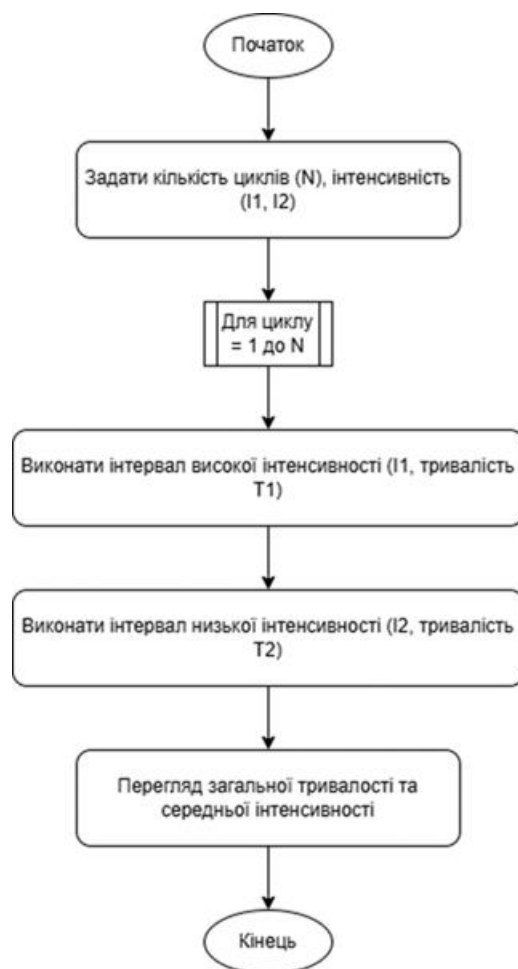 Початок
Задати кількість циклів (N), інтенсивність
(I1, I2)
Для циклу
= 1 до N
Виконати інтервал високої інтенсивності (I1, тривалість
T1)
Виконати інтервал низької інтенсивності (I2, тривалість
T2)
Перегляд загальної тривалості та
середньої інтенсивності
Кінець